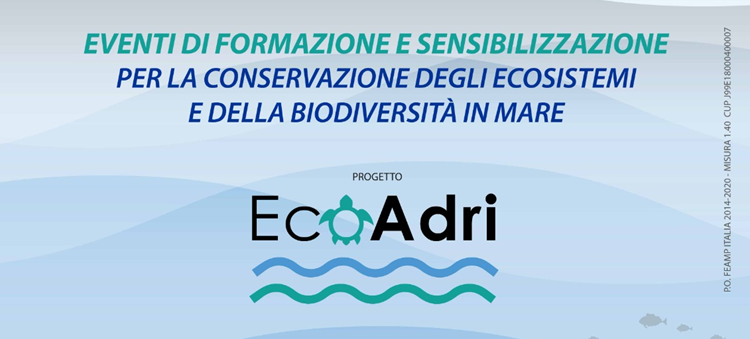 EVENTI DI FORMAZIONE E SENSIBILIZZAZIONE
PER LA CONSERVAZIONE DEGLI ECOSISTEMI
E DELLA BIODIVERSITÀ IN MARE
PROGETTO
EcoAdri
P.O. FEAMP ITALIA 2014-2020 - MISURA 1.40 CUP J99E18000400007